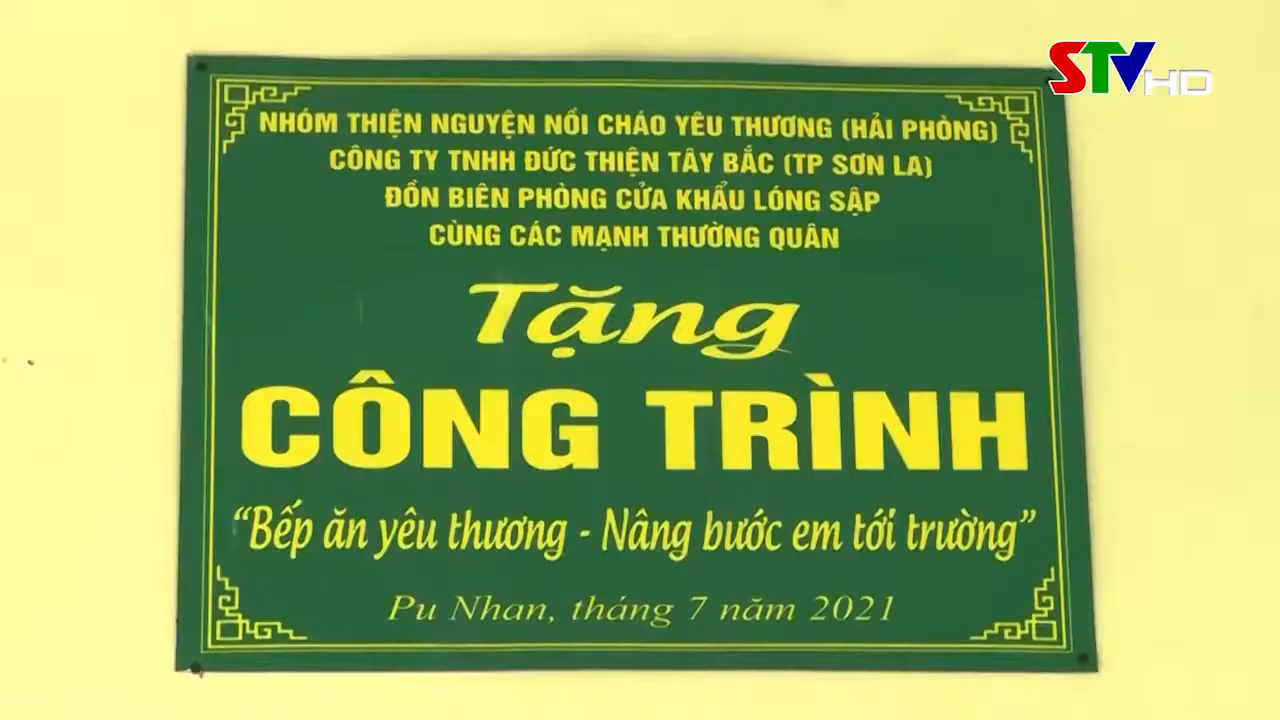 STV HD
NHÓM THIỆN NGUYỆN NỒI CHÁO YÊU THƯƠNG (HẢI PHÒNG)
CÔNG TY TNHH ĐỨC THIỆN TÂY BẮC (TP SƠN LA)
ĐỒN BIÊN PHÒNG CỬA KHẨU LÓNG SẬP
CÙNG CÁC MẠNH THƯỜNG QUÂN
Tặng
CÔNG TRÌNH
“Bếp ăn yêu thương - Nâng bước em tới trường”
Pu Nhan, tháng 7 năm 2021